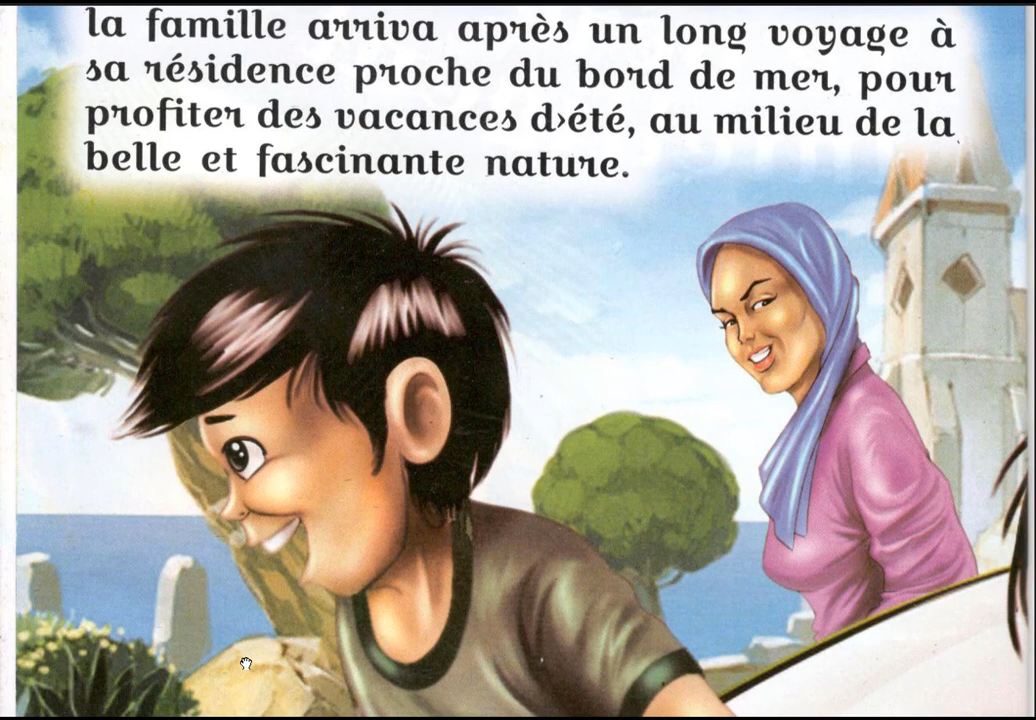 la famille arriva après un long voyage à
sa résidence proche du bord de mer, pour
profiter des vacances d›été, au milieu de la
belle et fascinante nature.